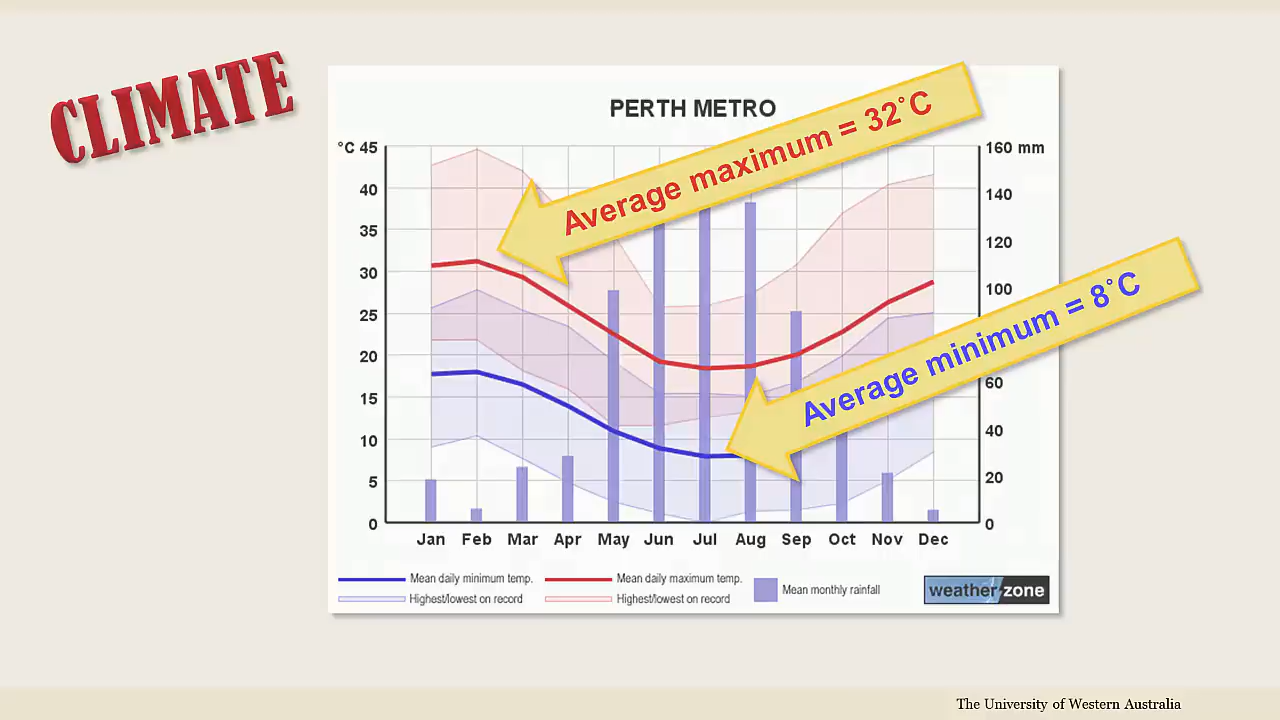 CLIMATE
PERTH METRO
Average maximum = 32°C
°C 45
40
35
30
25
20
15
10
5
0
160 mm
140
120
100
60
40
20
0
Average minimum = 8°C
Jan Feb Mar Apr May Jun Jul Aug Sep Oct Nov Dec
Mean daily minimum temp. Mean daily maximum temp. Mean monthly rainfall
Highest/lowest on record Highest/lowest on record
weather zone
The University of Western Australia